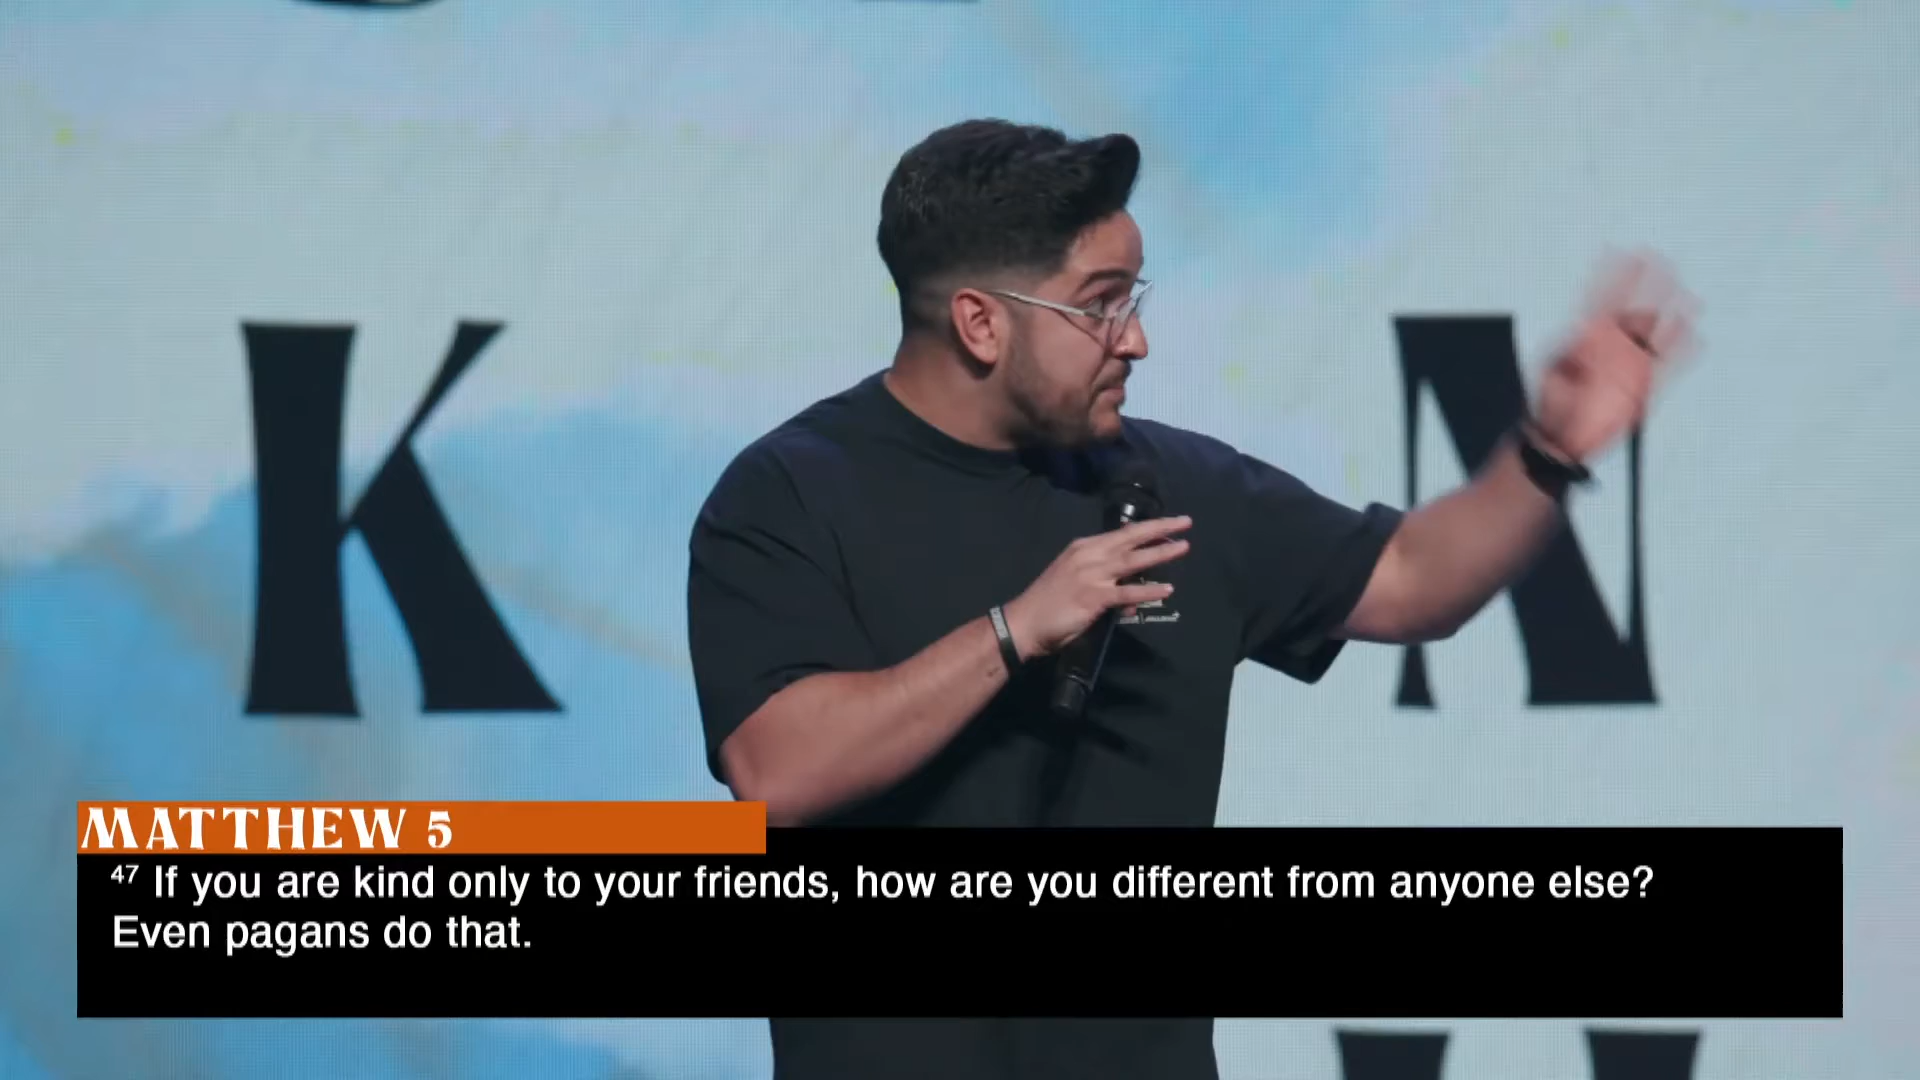 K N
MATTHEW 5
47 If you are kind only to your friends, how are you different from anyone else?
Even pagans do that.